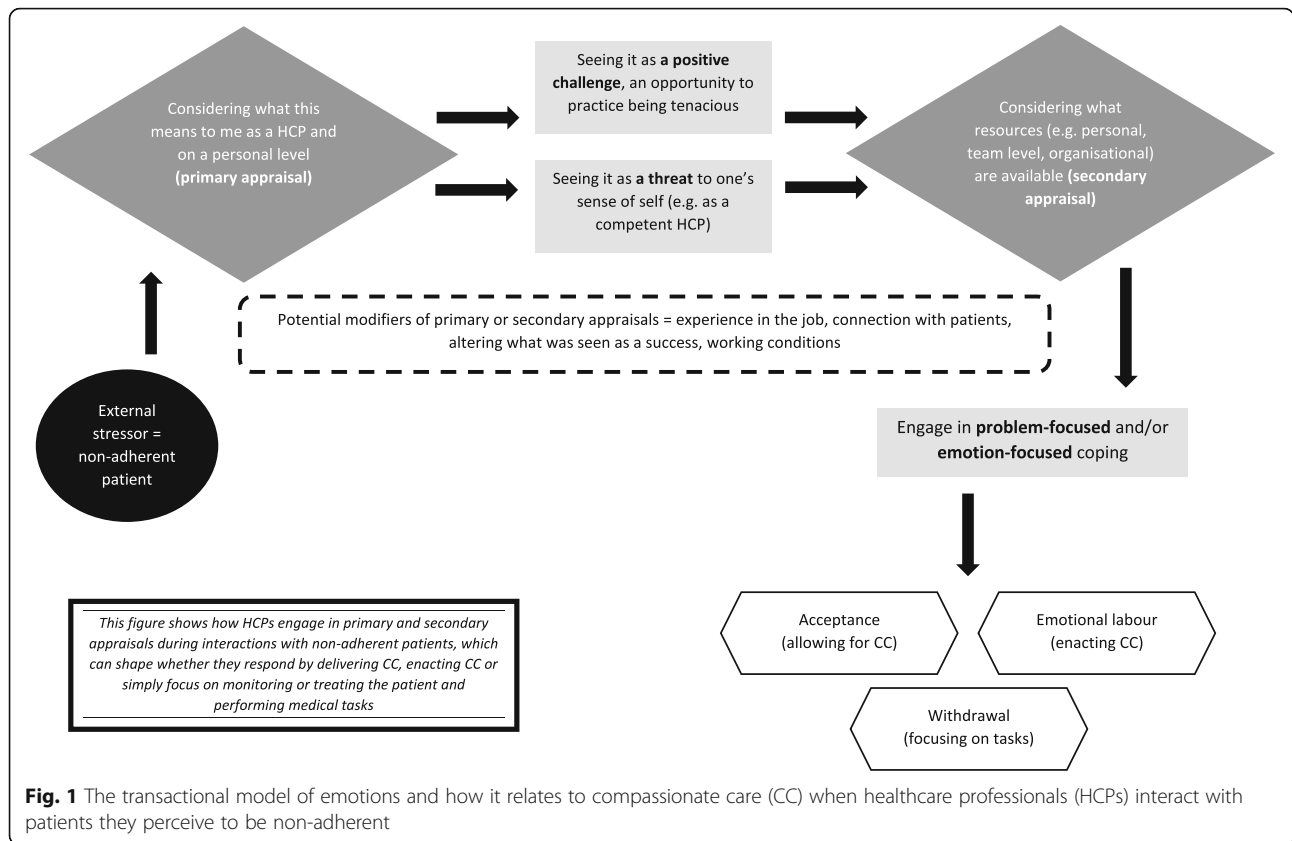 Considering what this
means to me as a HCP and
on a personal level
(primary appraisal)
Seeing it as a positive
challenge, an opportunity to
practice being tenacious
Seeing it as a threat to one's
sense of self (e.g. as a
competent HCP)
Considering what
resources (e.g. personal,
team level, organisational)
are available (secondary
appraisal)
Potential modifiers of primary or secondary appraisals = experience in the job, connection with patients,
altering what was seen as a success, working conditions
External
stressor =
non-adherent
patient
Engage in problem-focused and/or
emotion-focused coping
Acceptance
(allowing for CC)
Emotional labour
(enacting CC)
Withdrawal
(focusing on tasks)
This figure shows how HCPs engage in primary and secondary
appraisals during interactions with non-adherent patients, which
can shape whether they respond by delivering CC, enacting CC or
simply focus on monitoring or treating the patient and
performing medical tasks
Fig. 1 The transactional model of emotions and how it relates to compassionate care (CC) when healthcare professionals (HCPs) interact with
patients they perceive to be non-adherent